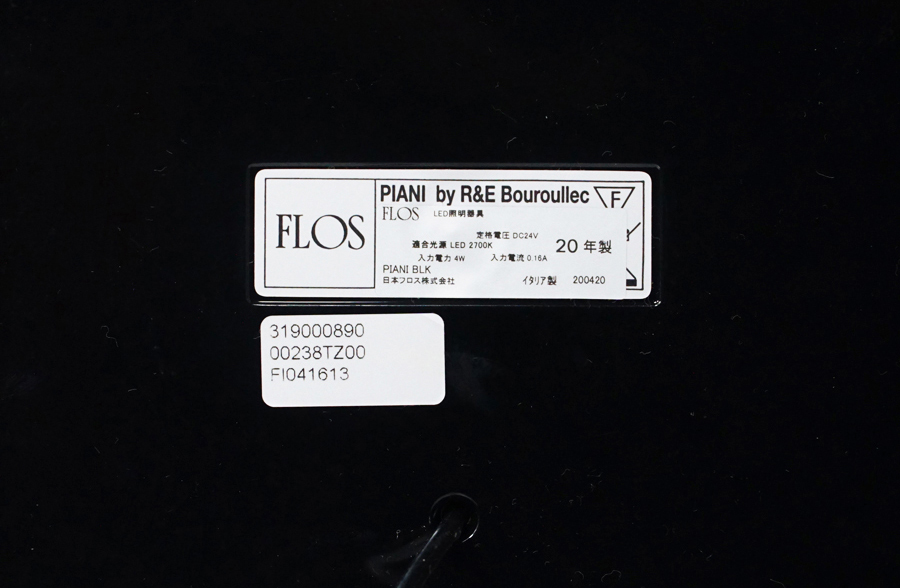 FLOS
PIANI by R&E Bouroullec F
FLOS LED照明器具
定格電圧 DC24V
適合光源 LED 2700K
20年製
入力電力 4W 入力電流 0.16A
PIANI BLK
日本フロス株式会社 イタリア製 200420
319000890
00238TZ00
FI041613